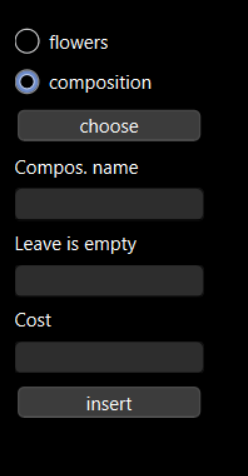 flowers
composition
choose
Compos. name
Leave is empty
Cost
insert